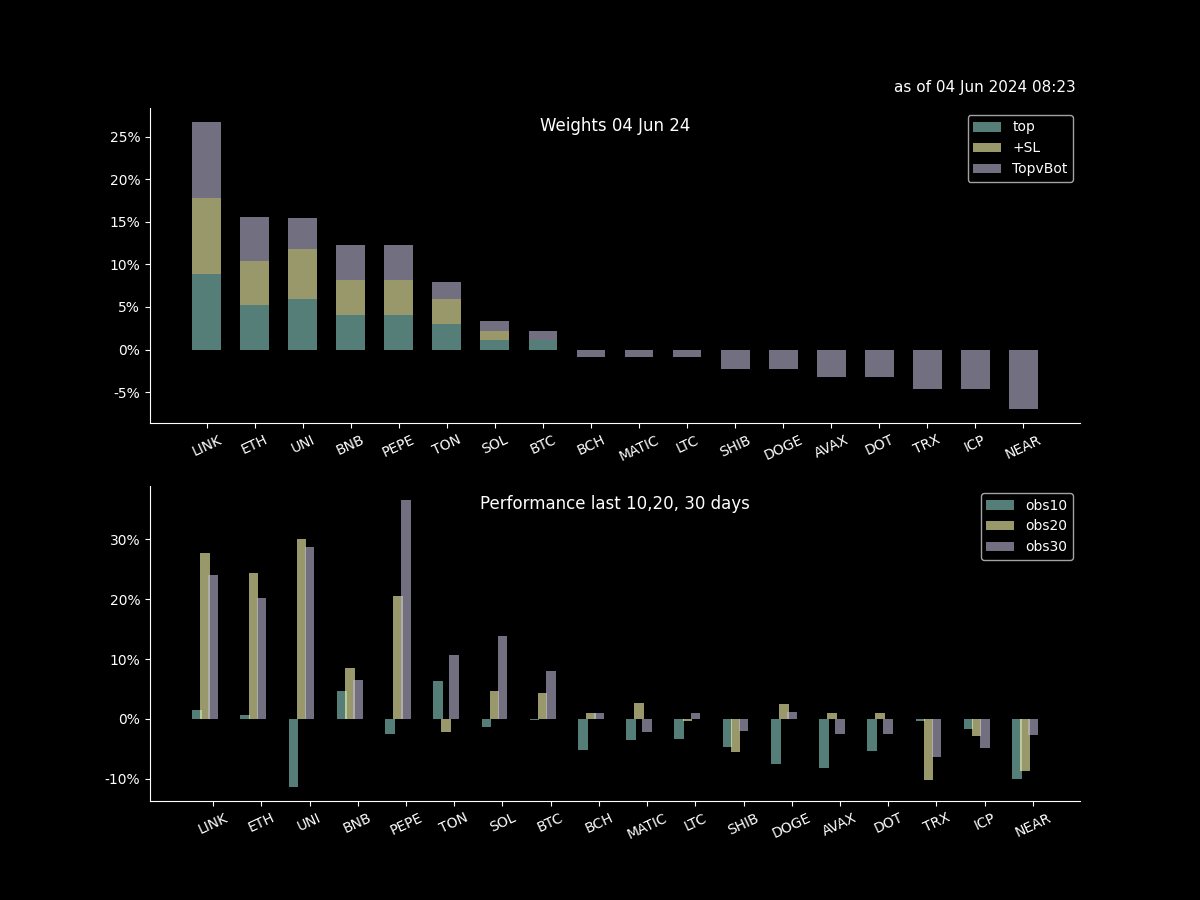 as of 04 Jun 2024 08:23
Weights 04 Jun 24
top
+SL
TopvBot
25%
20%
15%
10%
5%
0%
-5%
LINK ETH UNI BNB PEPE TON SOL BTC BCH MATIC LTC SHIB DOGE AVAX DOT TRX ICP NEAR
Performance last 10,20, 30 days
obs10
obs20
obs30
30%
20%
10%
0%
-10%
LINK ETH UNI BNB PEPE TON SOL BTC BCH MATIC LTC SHIB DOGE AVAX DOT TRX ICP NEAR